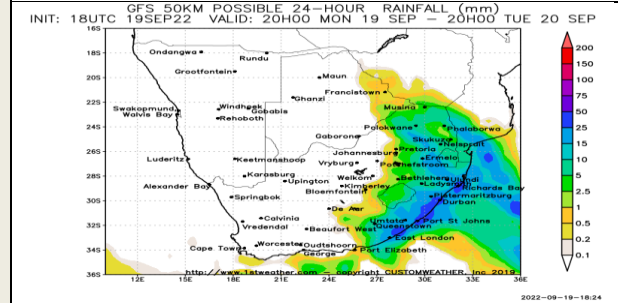 GFS 50KM POSSIBLE 24-HOUR RAINFALL (mm)
INIT: 18UTC 19SEP22 VALID: 20H00 MON 19 SEP - 20H00 TUE 20 SEP
16S
18S
20S
22S
24S
26S
28S
30S
32S
34S
36S
Ondangwa
Rundu
Grootfontein
Maun
Francistown
Ghanzi
Musina
Swakopmund
Windhoek
Gobabis
Walvis Bay
Rehoboth
Polokwane
Phalaborwa
Gaborone
Skukuza
Nelspruit
Johannesburg
Pretoria
Luderitz
Keetmanshoop
Vryburg
Potchefstroom
Ermelo
Karasburg
Upington
Welkom
Bethlehem
Ulundi
Alexander Bay
Kimberley
Ladysmith
Richards Bay
Bloemfontein
Springbok
Pietermaritzburg
Durban
De Aar
Calvinia
Umtata
Port St Johns
Vredendal
Beaufort West
Queenstown
East London
Cape Town
Worcester
Oudtshoorn
George
Port Elizabeth
http://www.1stweather.com - copyright CUSTOMWEATHER, Inc 2019
12E
15E
18E
21E
24E
27E
30E
33E
36E
200
150
100
75
50
25
15
10
5
2.5
1
0.5
0.2
0.1
2022-09-19-18:24